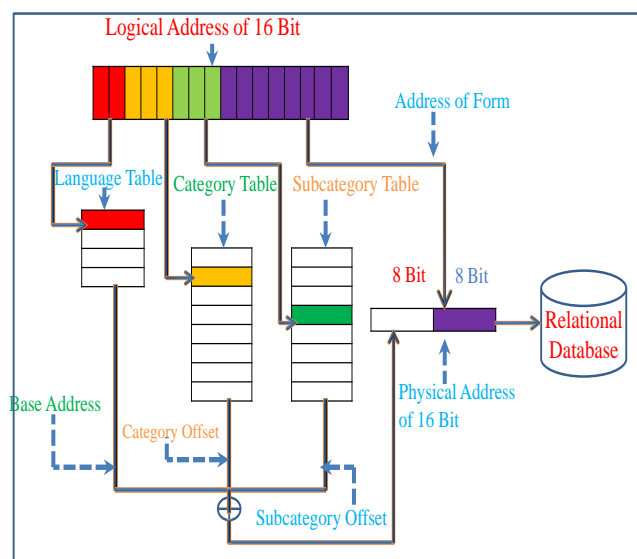 Logical Address of 16 Bit
Address of Form
Language Table
Category Table
Subcategory Table
8 Bit
8 Bit
Relational
Database
Physical Address
of 16 Bit
Base Address
Category Offset
Subcategory Offset